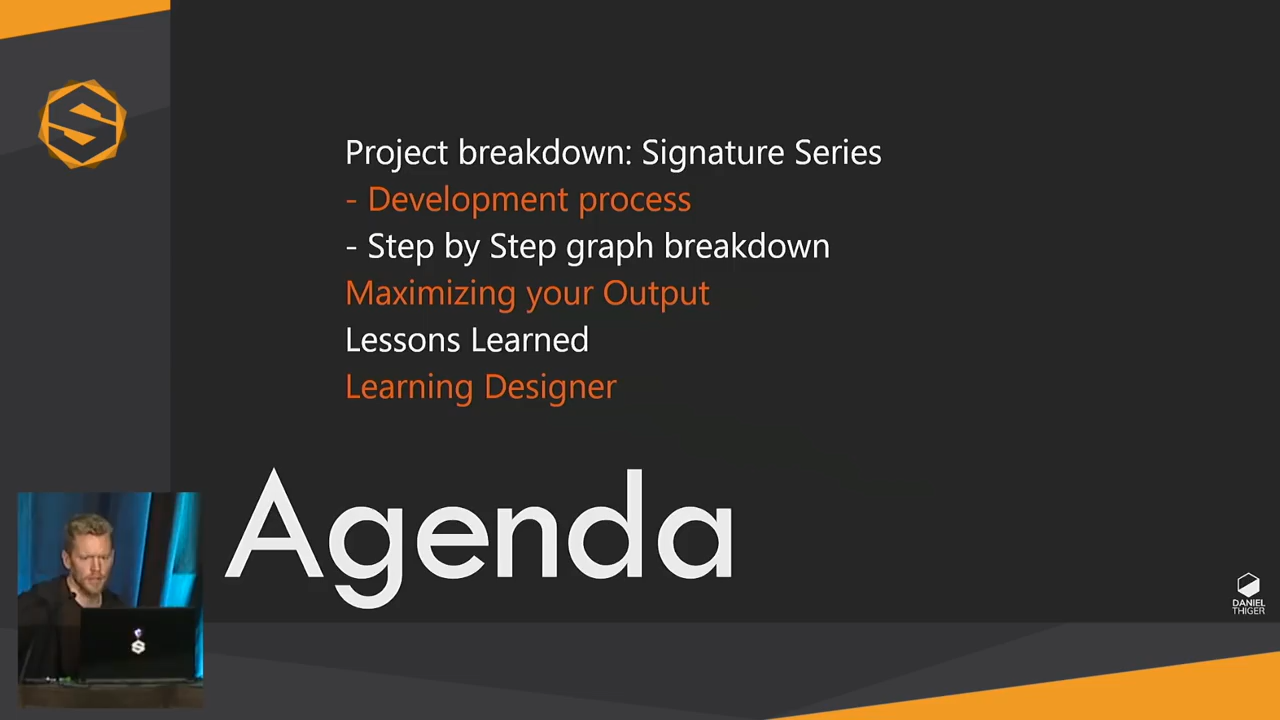 Project breakdown: Signature Series
- Development process
- Step by Step graph breakdown
Maximizing your Output
Lessons Learned
Learning Designer
Agenda
DANIEL
THIGER